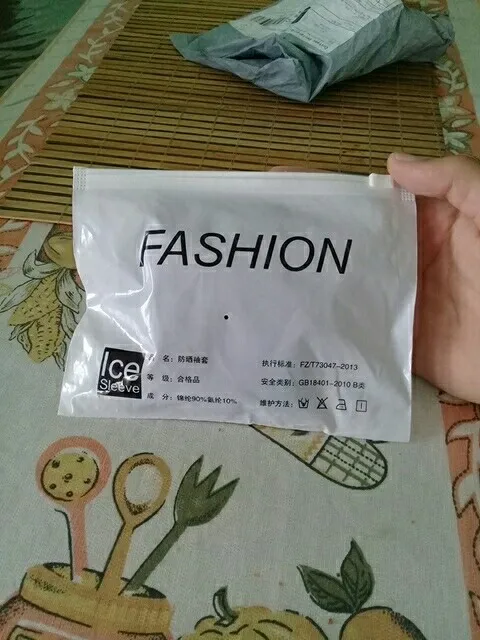 FASHION
Ice
Sleeve
名：防晒袖套
等 级：合格品
成 分：锦纶90%氨纶10%
执行标准：FZ/T73047-2013
安全类别：GB18401-2010 B类
维护方法：